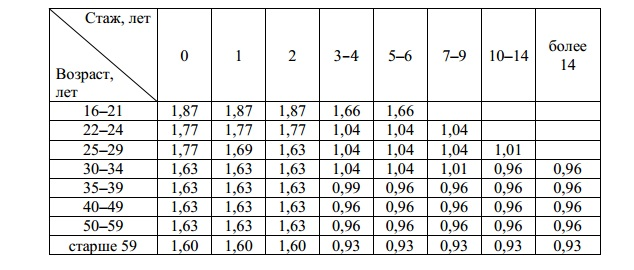 Стаж, лет
Возраст, лет
0 1 2 3–4 5–6 7–9 10–14 более 14
16–21 1,87 1,87 1,87 1,66 1,66
22–24 1,77 1,77 1,77 1,04 1,04 1,04
25–29 1,77 1,69 1,63 1,04 1,04 1,04 1,01
30–34 1,63 1,63 1,63 1,04 1,04 1,01 0,96 0,96
35–39 1,63 1,63 1,63 0,99 0,96 0,96 0,96 0,96
40–49 1,63 1,63 1,63 0,96 0,96 0,96 0,96 0,96
50–59 1,63 1,63 1,63 0,96 0,96 0,96 0,96 0,96
старше 59 1,60 1,60 1,60 0,93 0,93 0,93 0,93 0,93